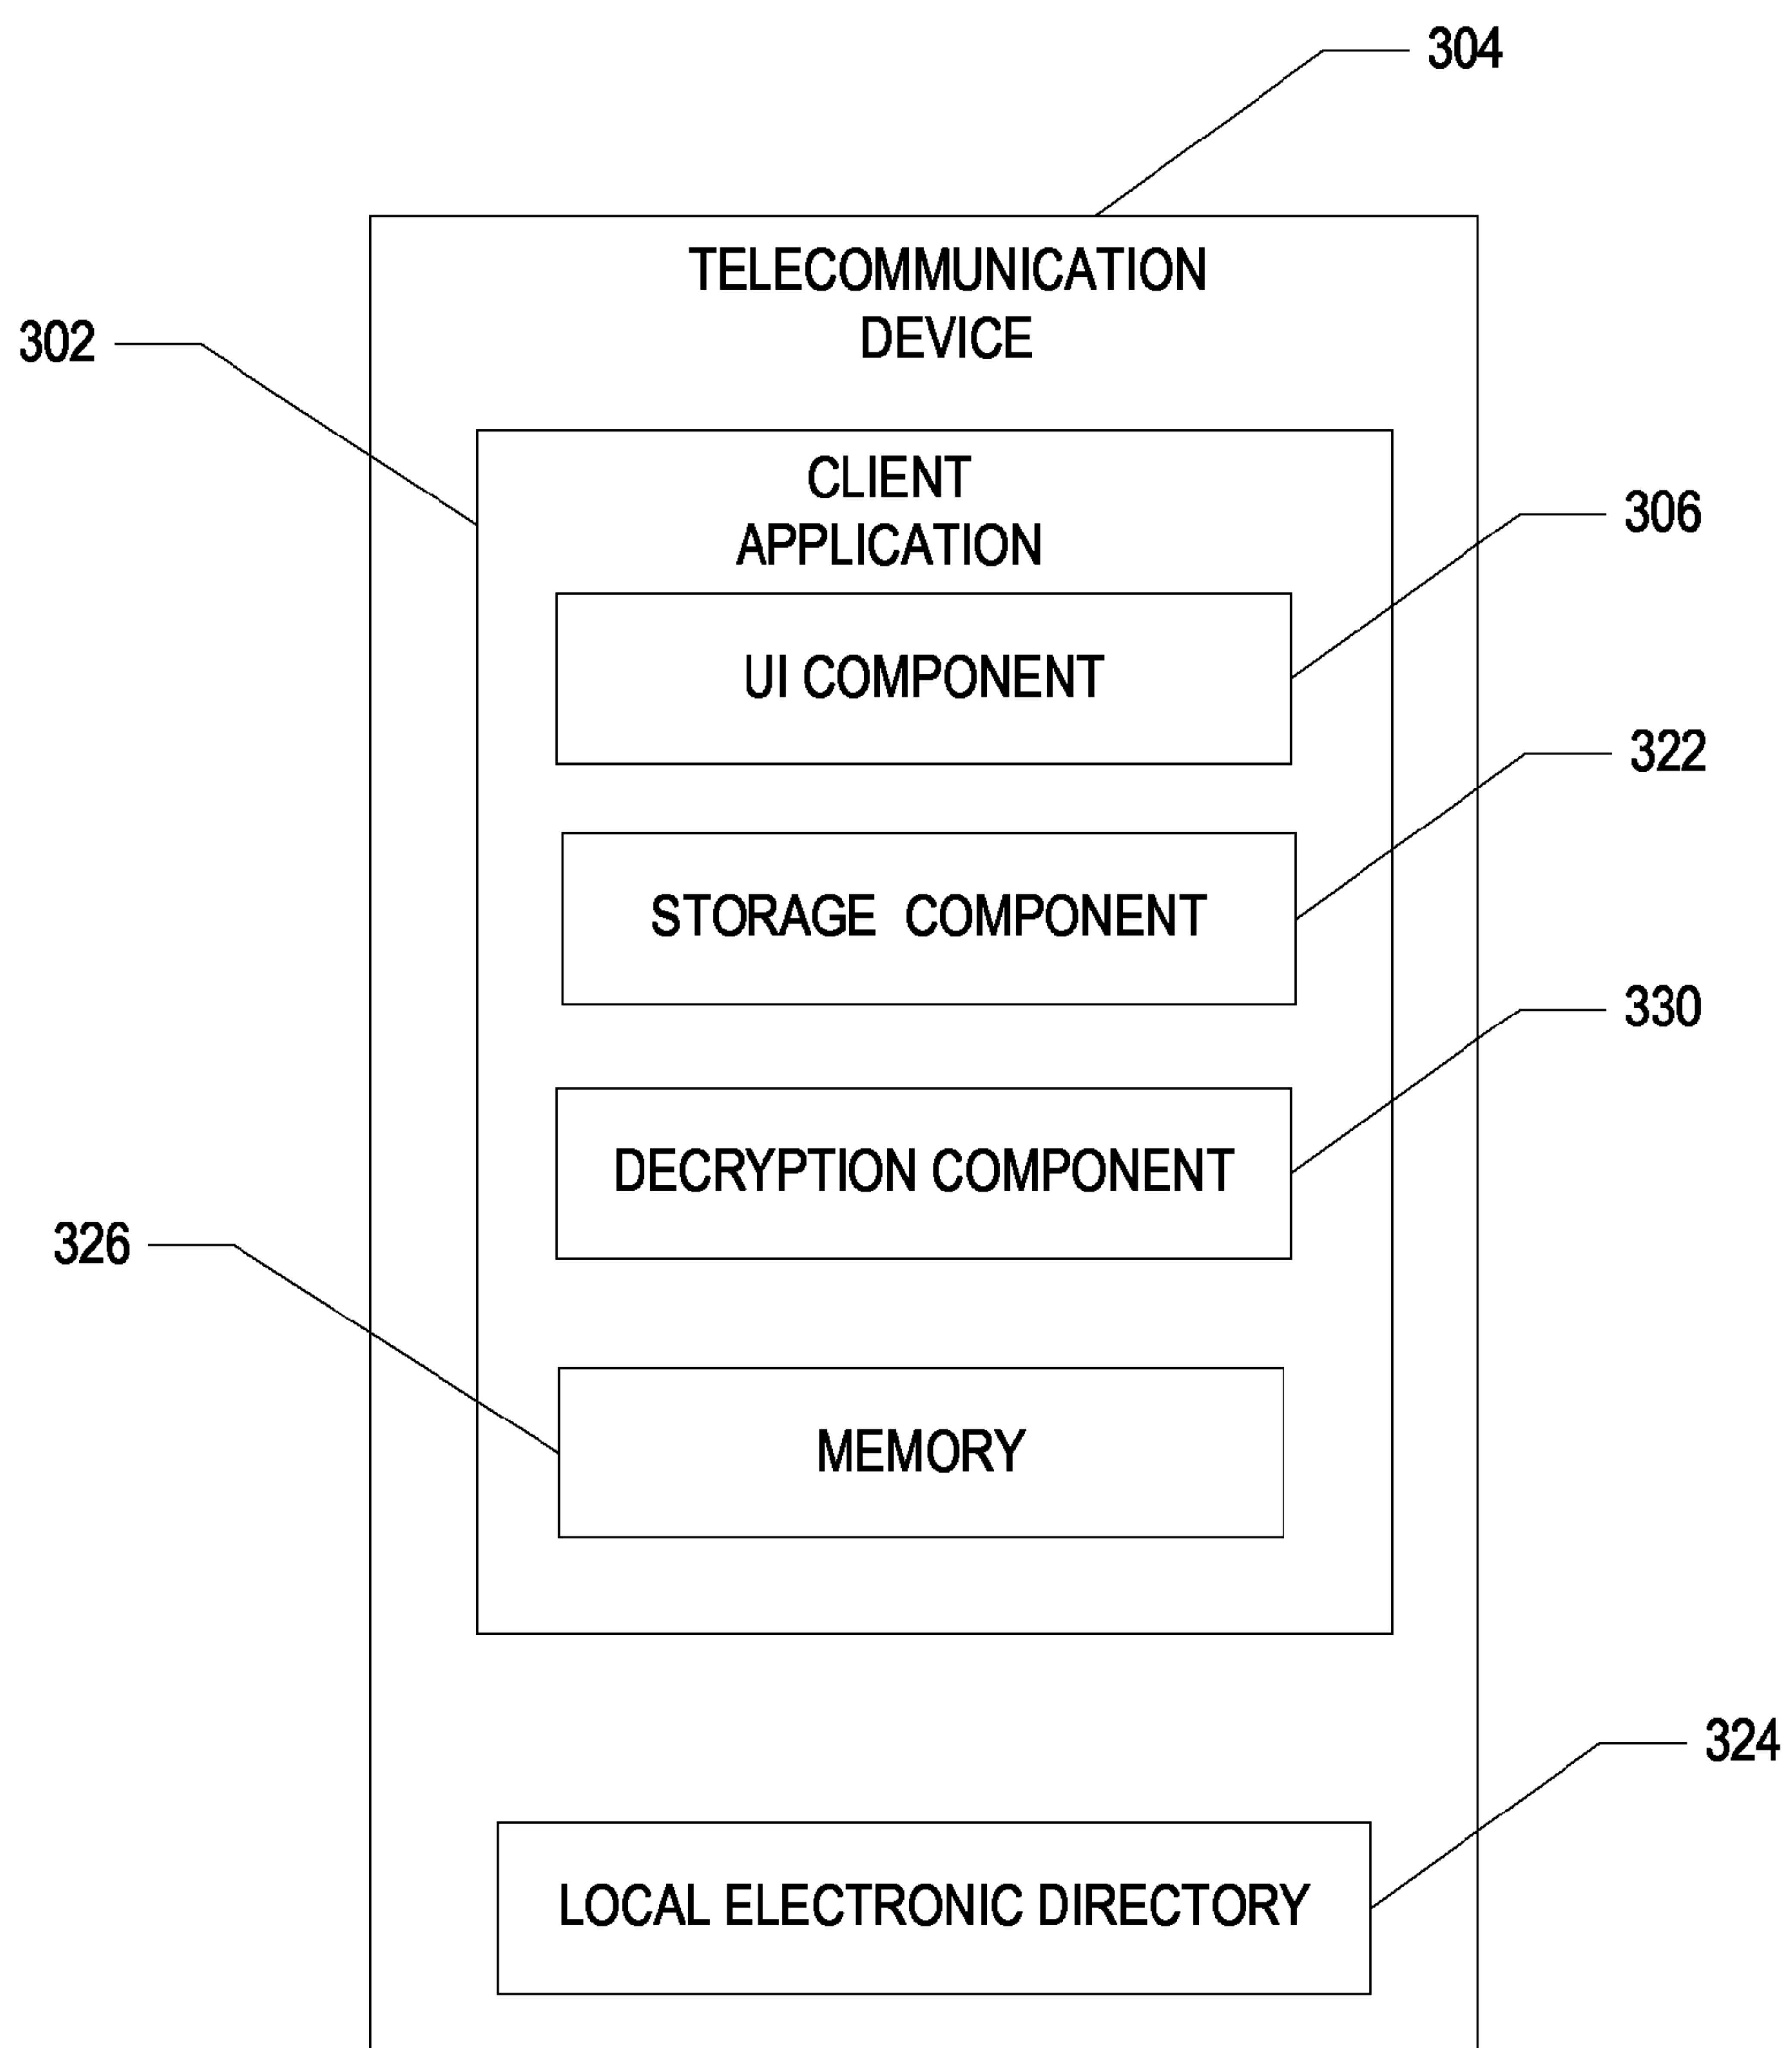 304
TELECOMMUNICATION
DEVICE
302
CLIENT
APPLICATION
306
UI COMPONENT
322
STORAGE COMPONENT
330
DECRYPTION COMPONENT
326
MEMORY
324
LOCAL ELECTRONIC DIRECTORY